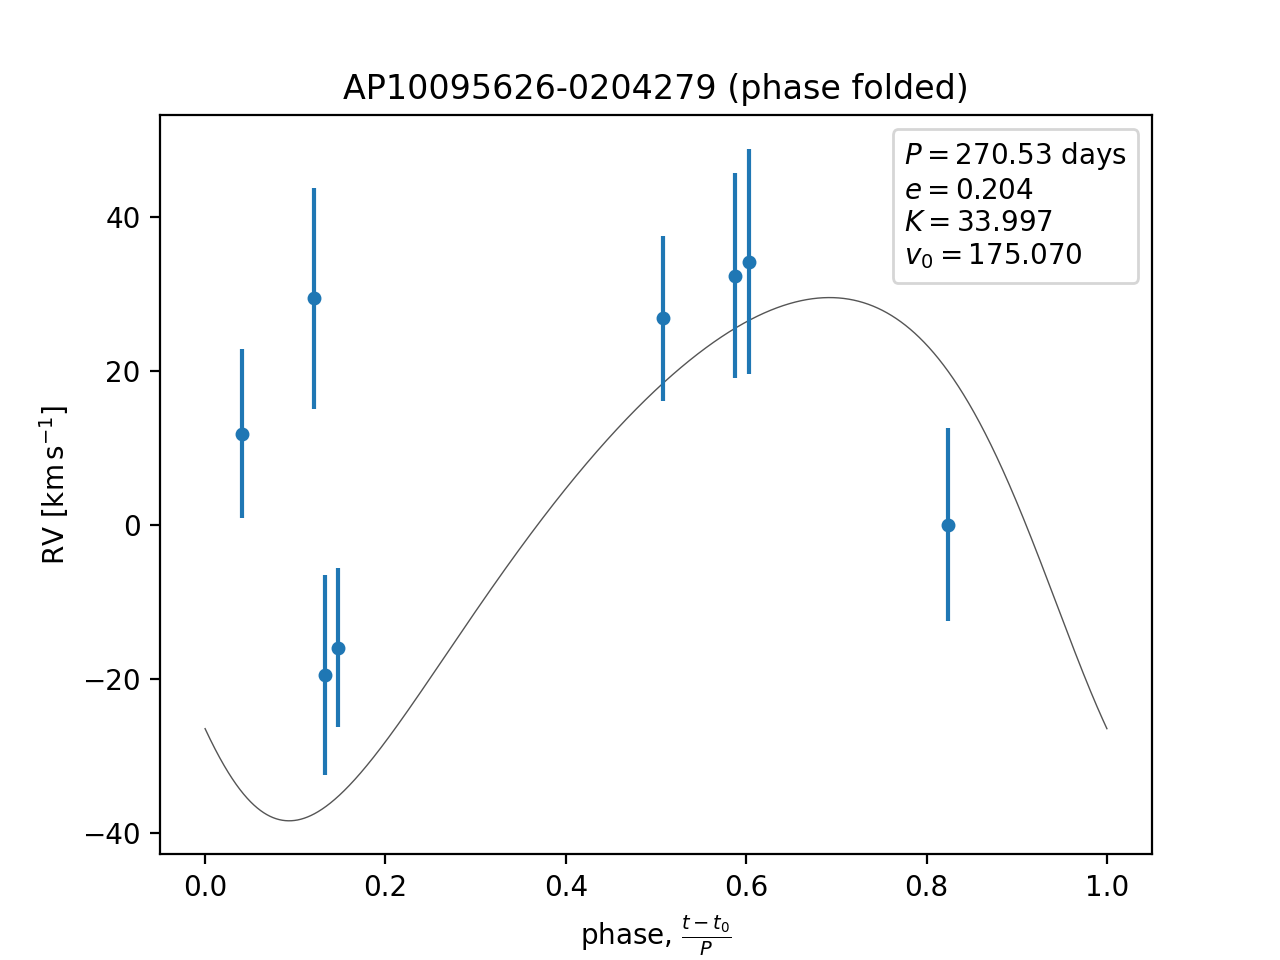 AP10095626-0204279 (phase folded)
P = 270.53 days
e = 0.204
K = 33.997
v₀ = 175.070
RV [km s⁻¹]
40
20
0
−20
−40
0.0 0.2 0.4 0.6 0.8 1.0
phase, (t − t₀)/P